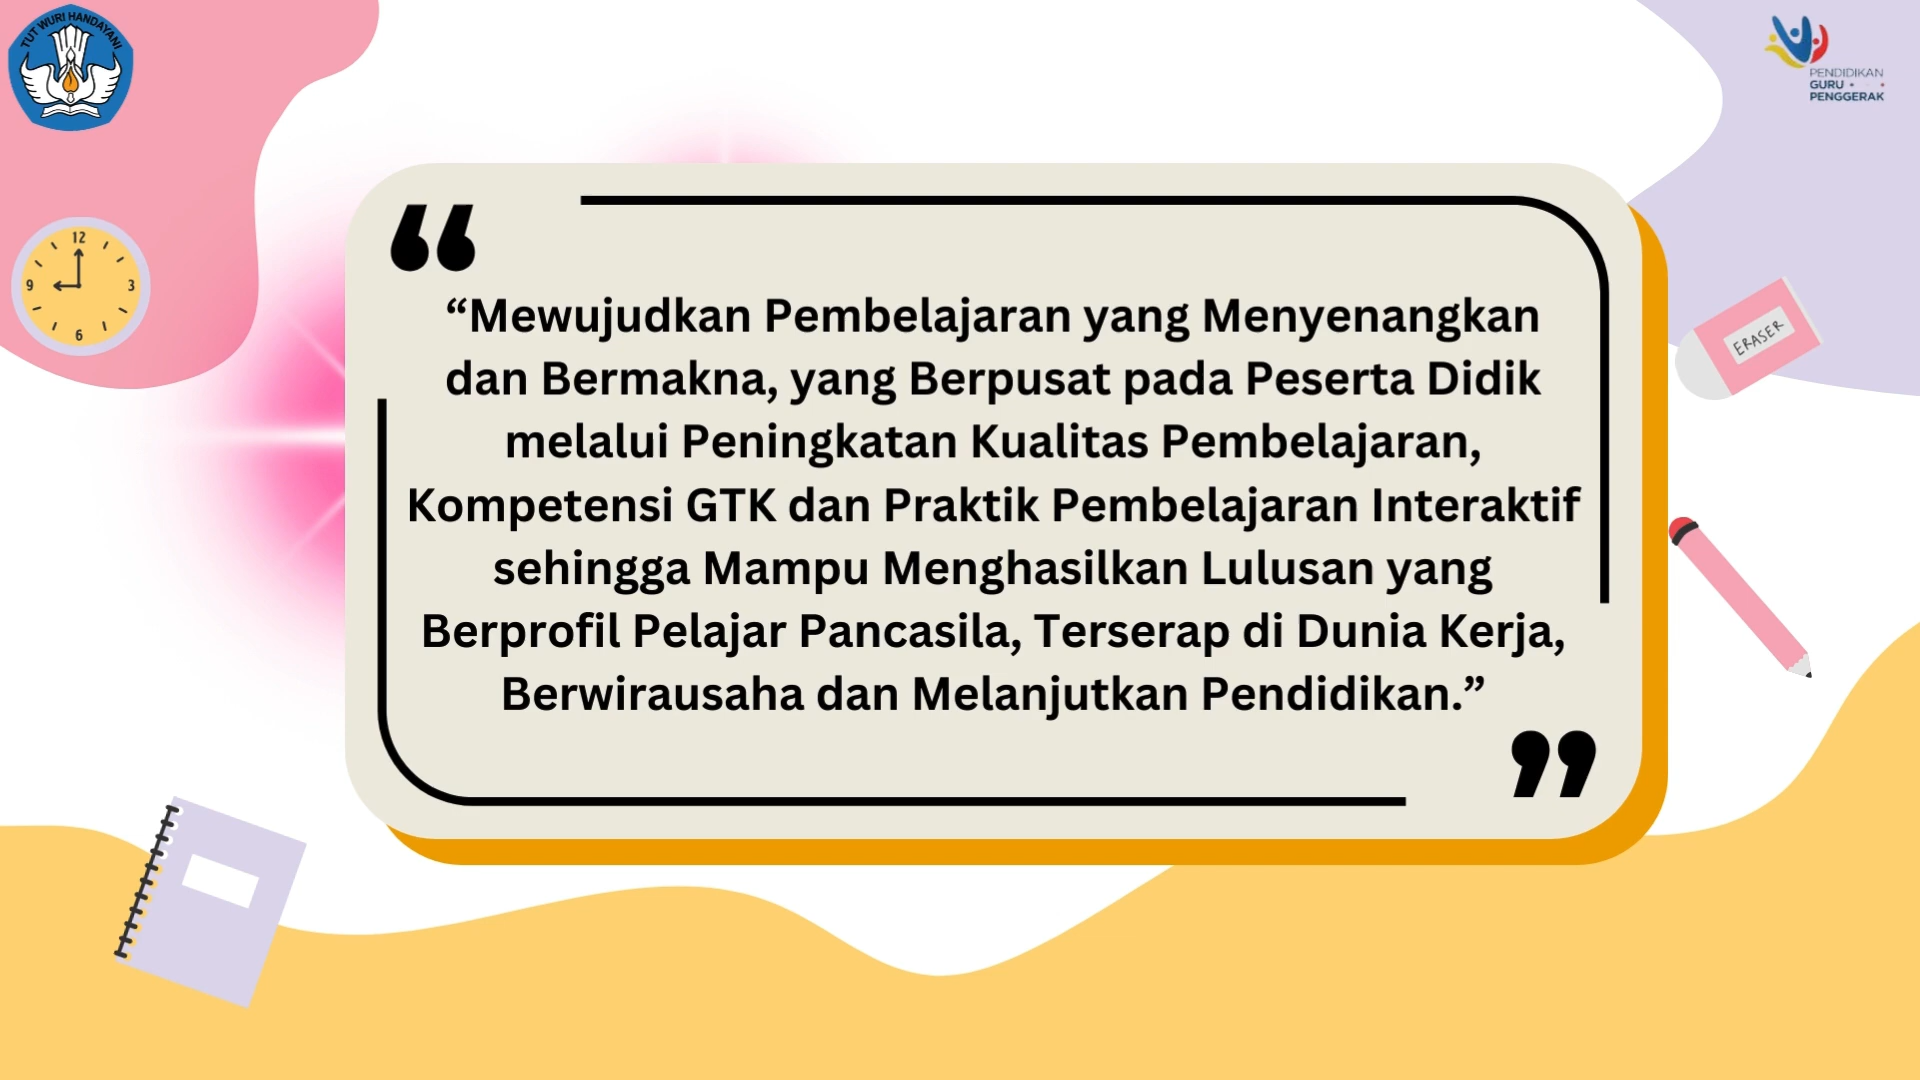 TUT WURI HANDAYANI
PENDIDIKAN
GURU
PENGGERAK
12
3
6
9
ERASER
“Mewujudkan Pembelajaran yang Menyenangkan
dan Bermakna, yang Berpusat pada Peserta Didik
melalui Peningkatan Kualitas Pembelajaran,
Kompetensi GTK dan Praktik Pembelajaran Interaktif
sehingga Mampu Menghasilkan Lulusan yang
Berprofil Pelajar Pancasila, Terserap di Dunia Kerja,
Berwirausaha dan Melanjutkan Pendidikan.”